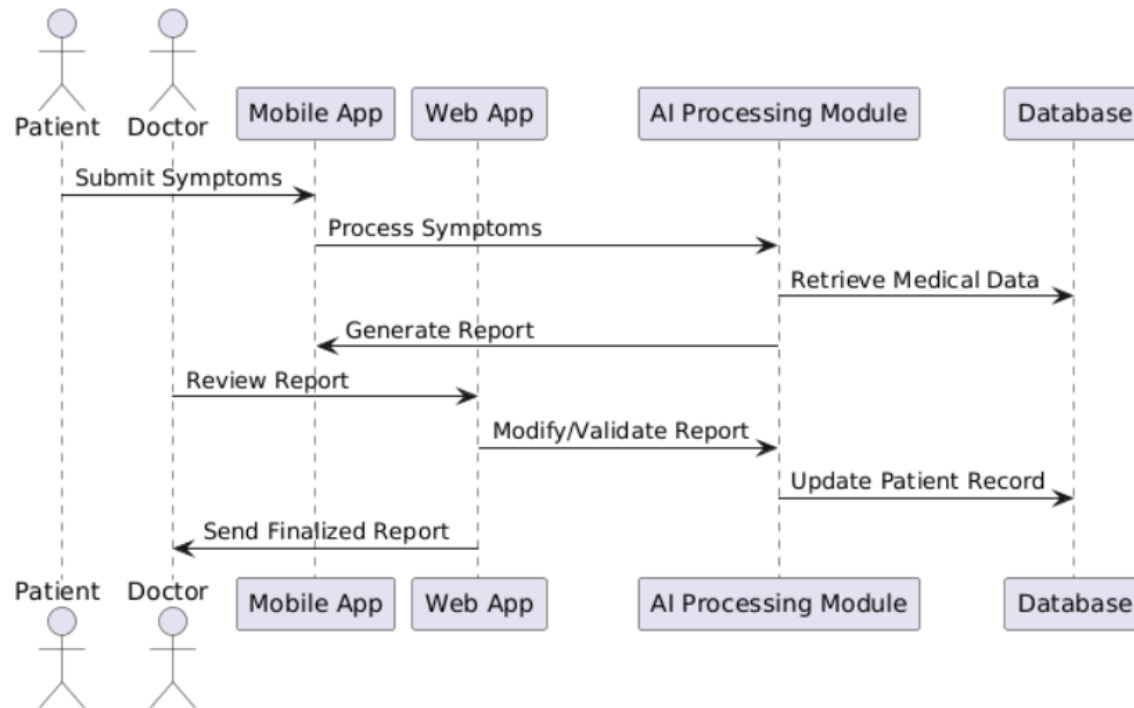 Patient Doctor
Mobile App Web App AI Processing Module Database
Submit Symptoms
Process Symptoms
Retrieve Medical Data
Generate Report
Review Report
Modify/Validate Report
Update Patient Record
Send Finalized Report
Patient Doctor
Mobile App Web App AI Processing Module Database